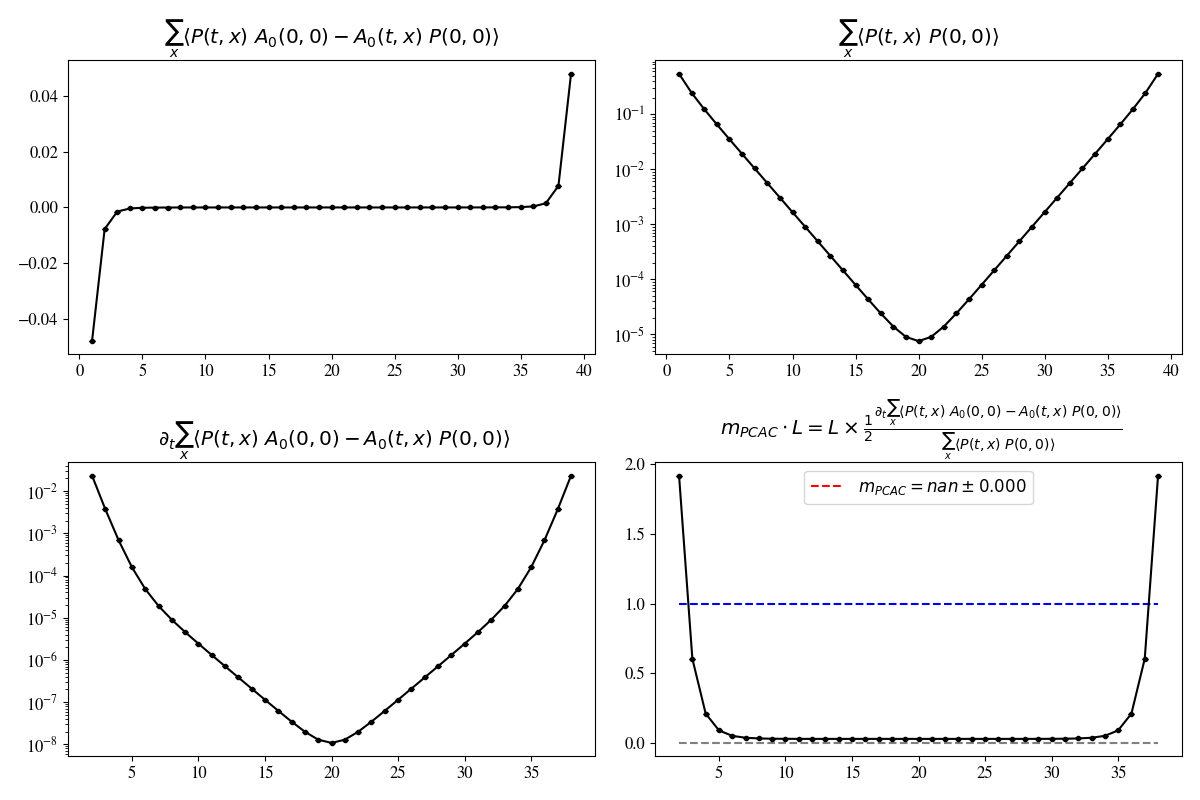 ∑ₓ⟨P(t, x) A₀(0, 0) − A₀(t, x) P(0, 0)⟩
0.04
0.02
0.00
−0.02
−0.04
0 5 10 15 20 25 30 35 40
∑ₓ⟨P(t, x) P(0, 0)⟩
10⁻¹
10⁻²
10⁻³
10⁻⁴
10⁻⁵
0 5 10 15 20 25 30 35 40
∂ₜ∑ₓ⟨P(t, x) A₀(0, 0) − A₀(t, x) P(0, 0)⟩
10⁻²
10⁻³
10⁻⁴
10⁻⁵
10⁻⁶
10⁻⁷
10⁻⁸
5 10 15 20 25 30 35
m_PCAC · L = L × 1/2 ∂ₜ∑ₓ⟨P(t, x) A₀(0, 0) − A₀(t, x) P(0, 0)⟩ / ∑ₓ⟨P(t, x) P(0, 0)⟩
m_PCAC = nan ± 0.000
2.0
1.5
1.0
0.5
0.0
5 10 15 20 25 30 35